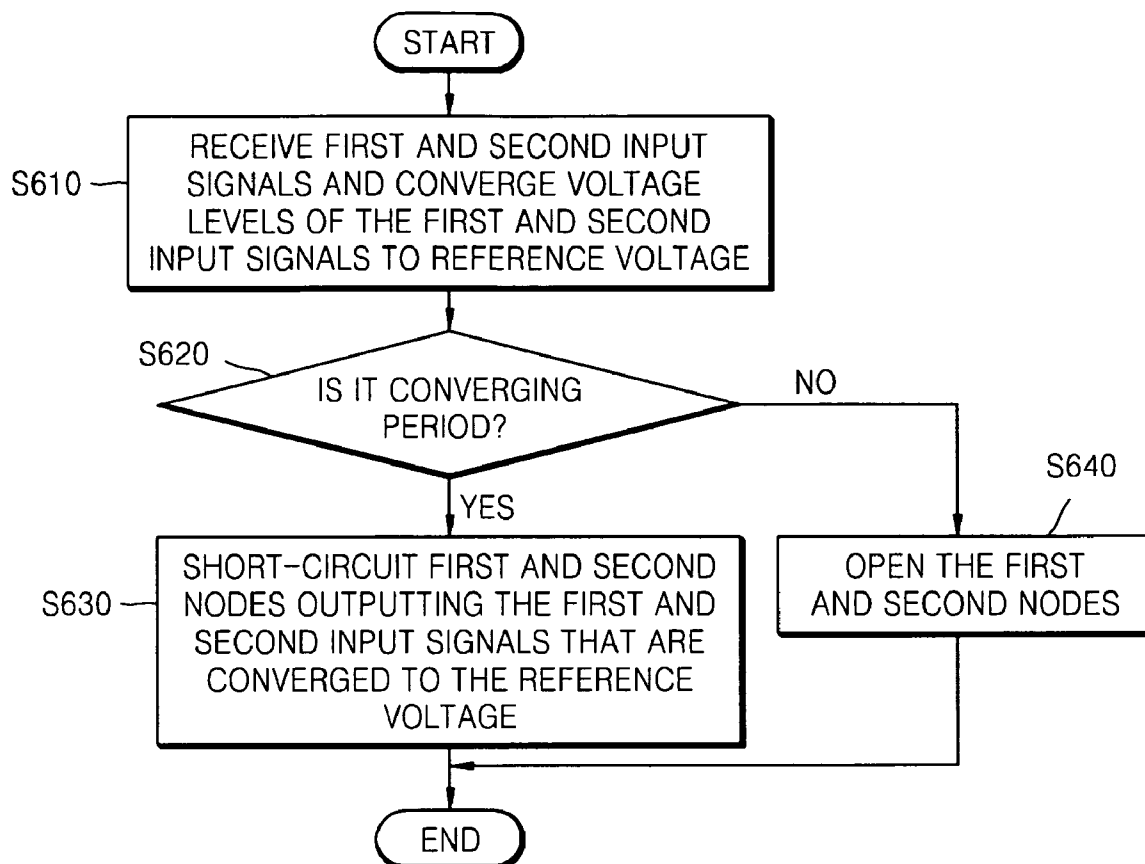 START
S610
RECEIVE FIRST AND SECOND INPUT
SIGNALS AND CONVERGE VOLTAGE
LEVELS OF THE FIRST AND SECOND
INPUT SIGNALS TO REFERENCE VOLTAGE
S620
IS IT CONVERGING
PERIOD?
NO
YES
S630
SHORT-CIRCUIT FIRST AND SECOND
NODES OUTPUTTING THE FIRST AND
SECOND INPUT SIGNALS THAT ARE
CONVERGED TO THE REFERENCE
VOLTAGE
S640
OPEN THE FIRST
AND SECOND NODES
END